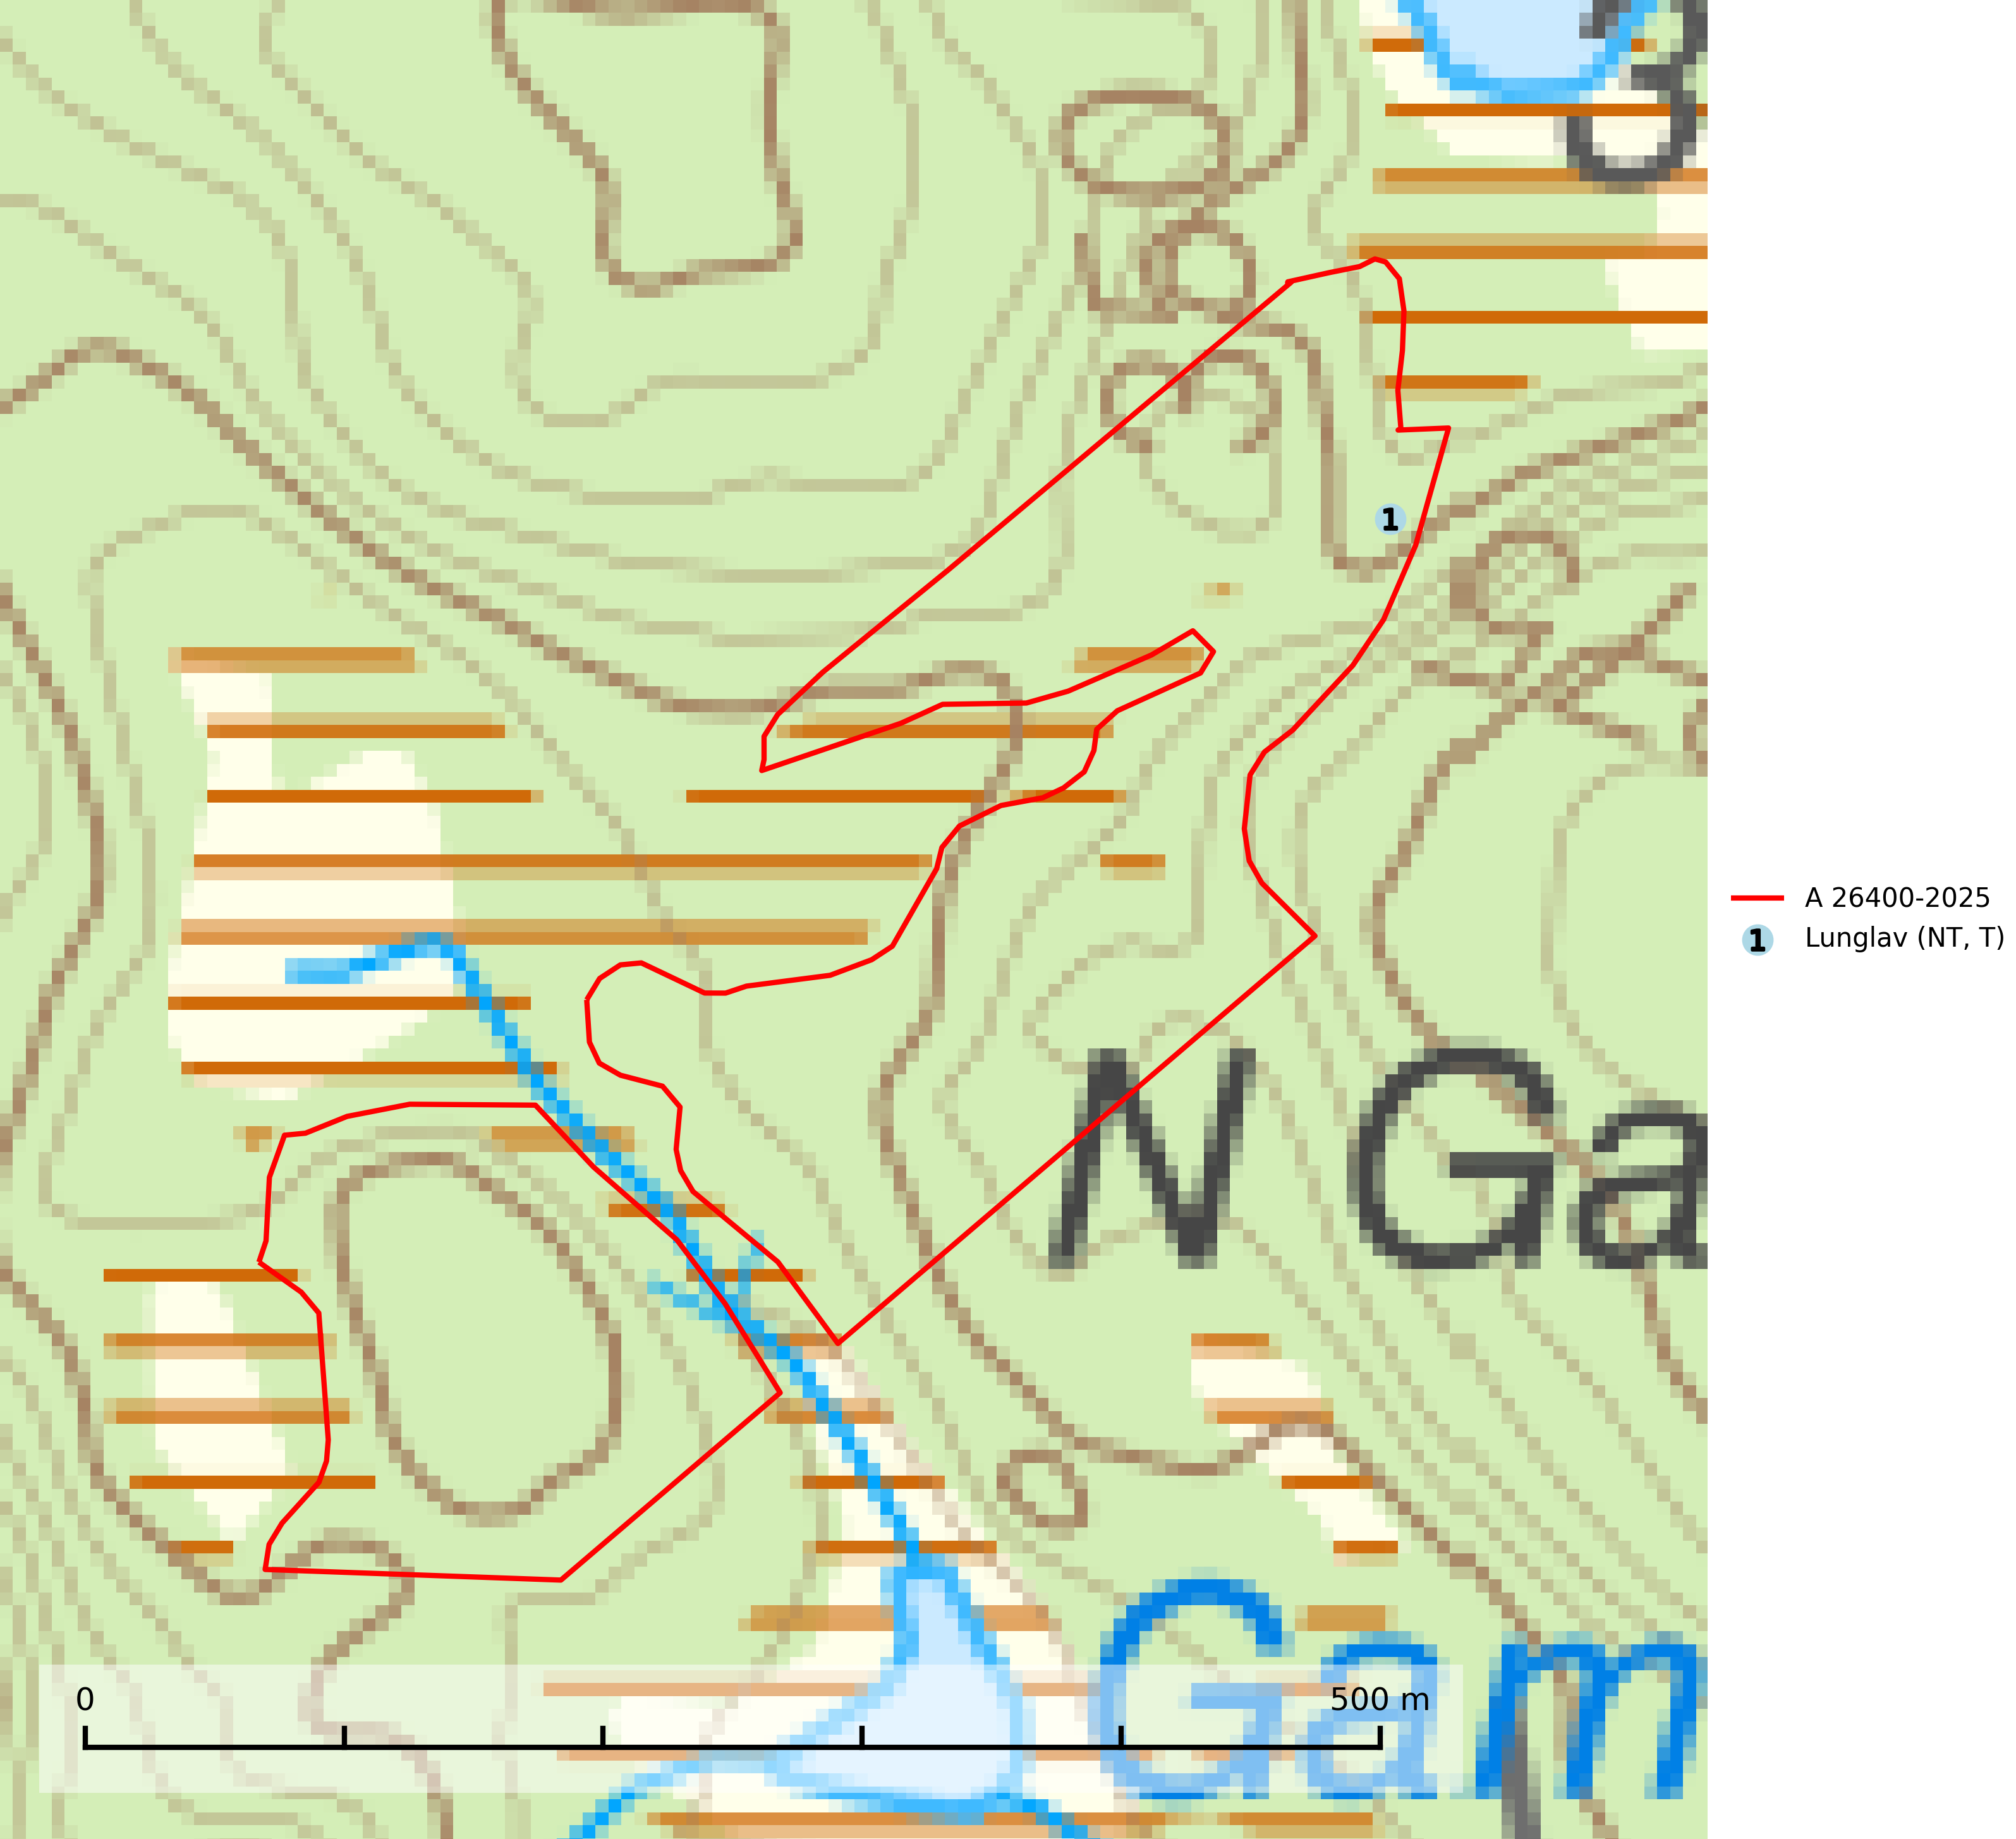 N Ga
Gam
0 500 m
1
A 26400-2025
1 Lunglav (NT, T)